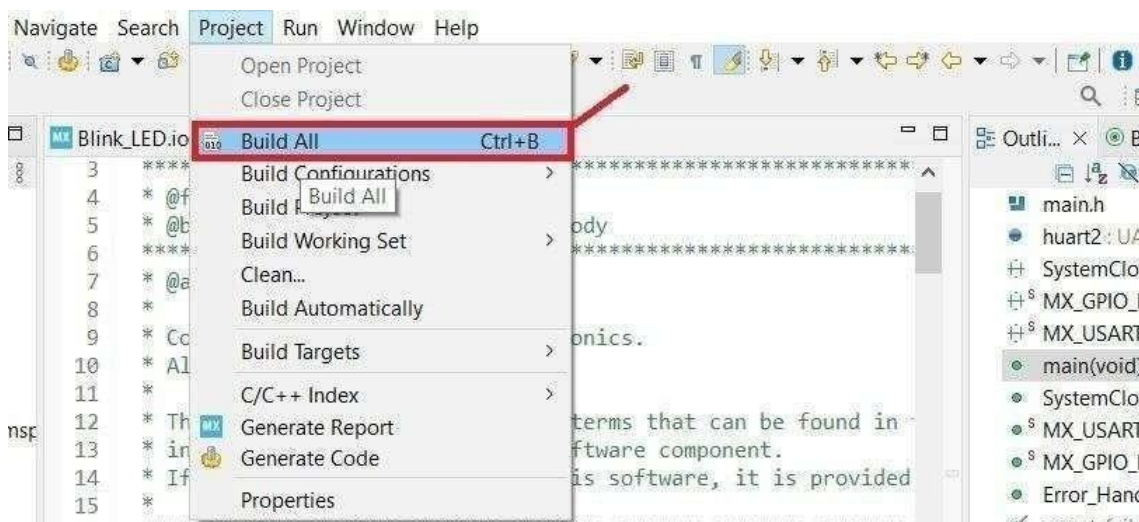 Navigate Search Project Run Window Help
Open Project
Close Project
Blink_LED.io
Build All Ctrl+B
Build Configurations
Build All
Build
Build Working Set
Clean...
Build Automatically
Build Targets
C/C++ Index
Generate Report
Generate Code
Properties
3 ****
4 * @f
5 * @b ody
6 ****
7 * @a
8 *
9 * Co onics.
10 * Al
11 *
12 * Th terms that can be found in
13 * in ftware component.
14 * If is software, it is provided
15 *
Outli... ×
main.h
huart2 : UA
SystemClo
MX_GPIO_
MX_USART
main(void)
SystemClo
MX_USART
MX_GPIO_
Error_Hand